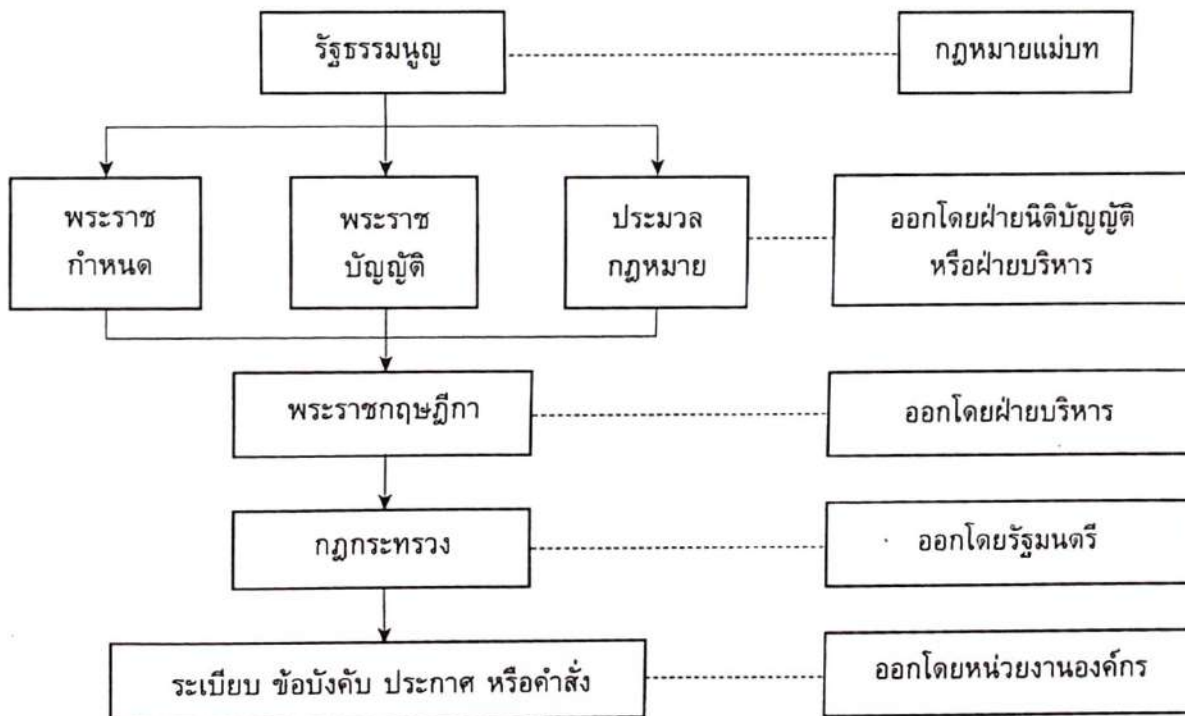 รัฐธรรมนูญ
กฎหมายแม่บท
พระราช
กำหนด
พระราช
บัญญัติ
ประมวล
กฎหมาย
ออกโดยฝ่ายนิติบัญญัติ
หรือฝ่ายบริหาร
พระราชกฤษฎีกา
ออกโดยฝ่ายบริหาร
กฎกระทรวง
ออกโดยรัฐมนตรี
ระเบียบ ข้อบังคับ ประกาศ หรือคำสั่ง
ออกโดยหน่วยงานองค์กร